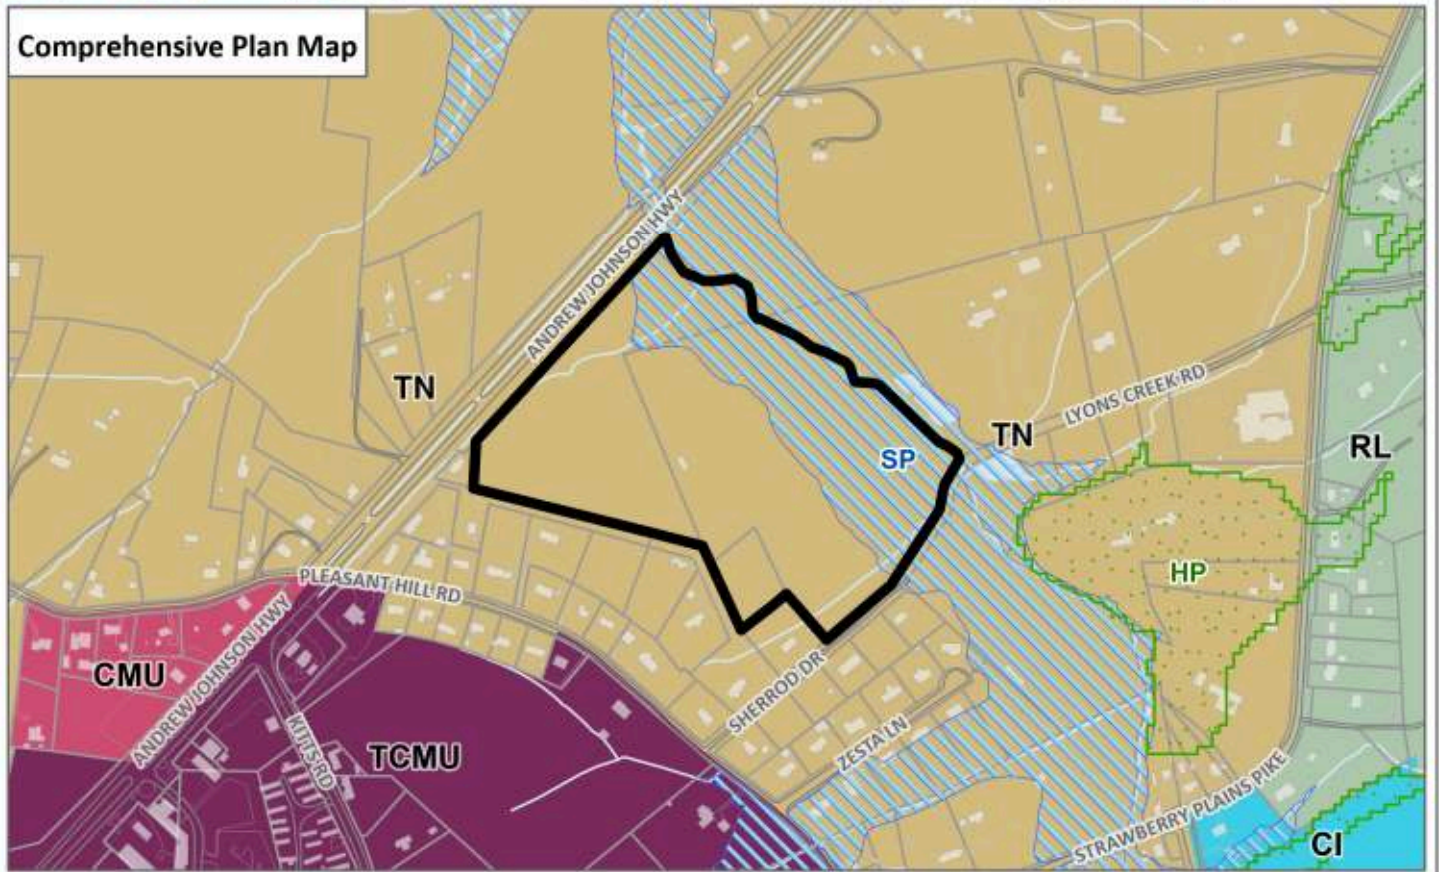 Comprehensive Plan Map
ANDREW JOHNSON HWY
TN
LYONS CREEK RD
TN
RL
SP
HP
PLEASANT HILL RD
CMU
ANDREW JOHNSON HWY
KITTS RD
TCMU
SHERROD DR
ZESTA LN
STRAWBERRY PLAINS PIKE
CI